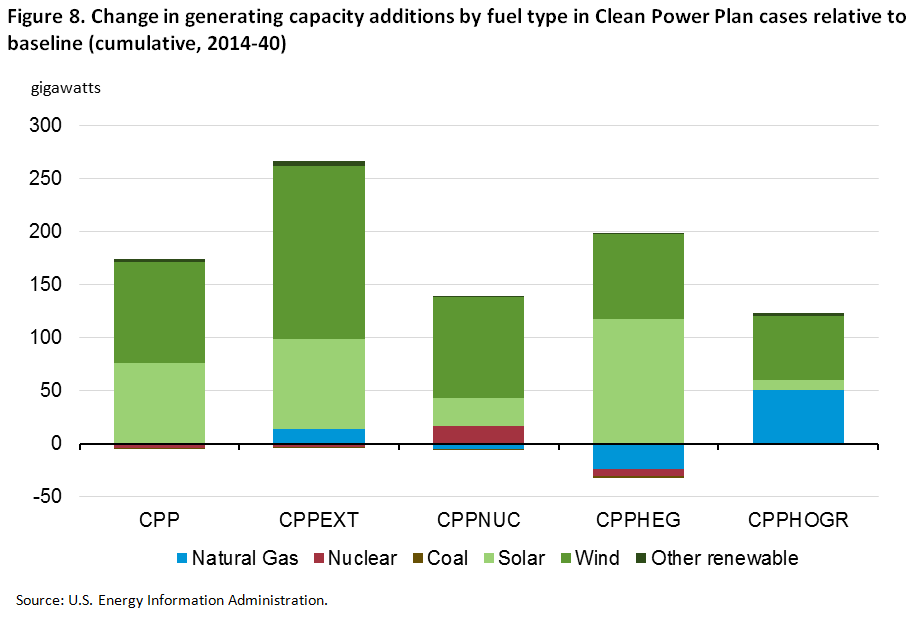 Figure 8. Change in generating capacity additions by fuel type in Clean Power Plan cases relative to
baseline (cumulative, 2014-40)
gigawatts
300
250
200
150
100
50
0
-50
CPP CPPEXT CPPNUC CPPHEG CPPHOGR
Natural Gas Nuclear Coal Solar Wind Other renewable
Source: U.S. Energy Information Administration.